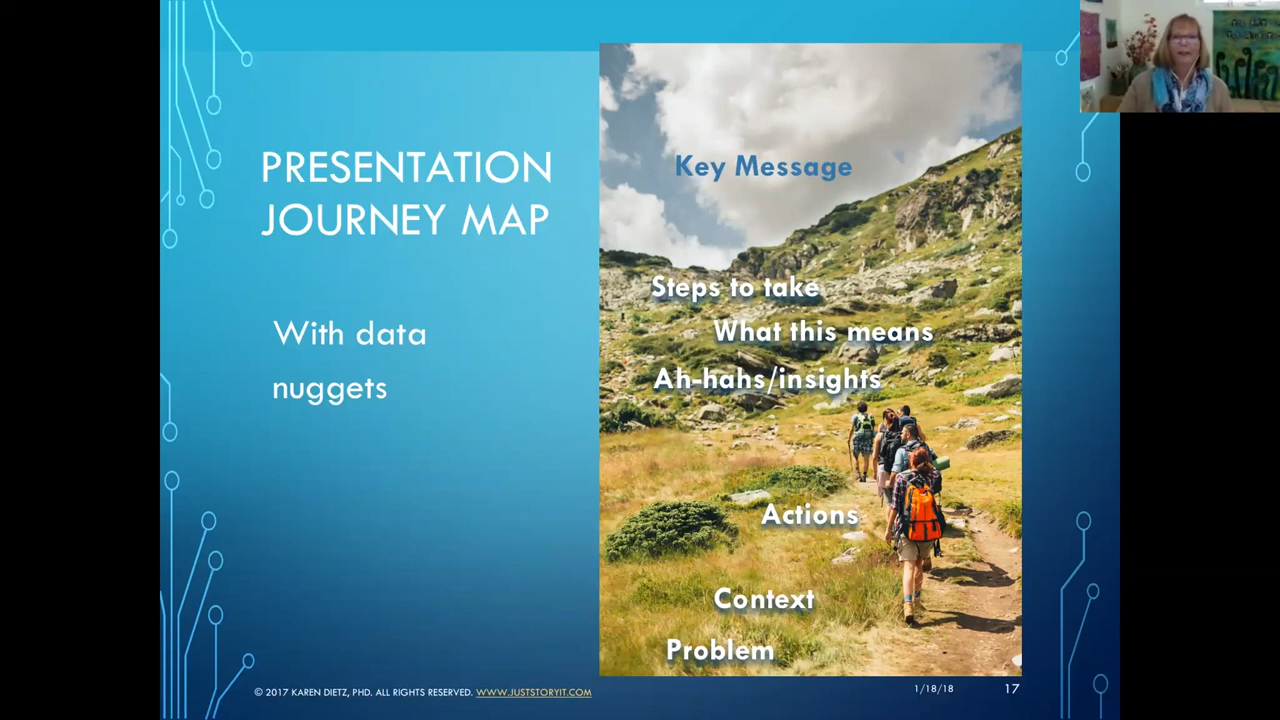 PRESENTATION
JOURNEY MAP
With data
nuggets
Key Message
Steps to take
What this means
Ah-hahs/insights
Actions
Context
Problem
© 2017 KAREN DIETZ, PHD. ALL RIGHTS RESERVED. WWW.JUSTSTORYIT.COM
1/18/18
17